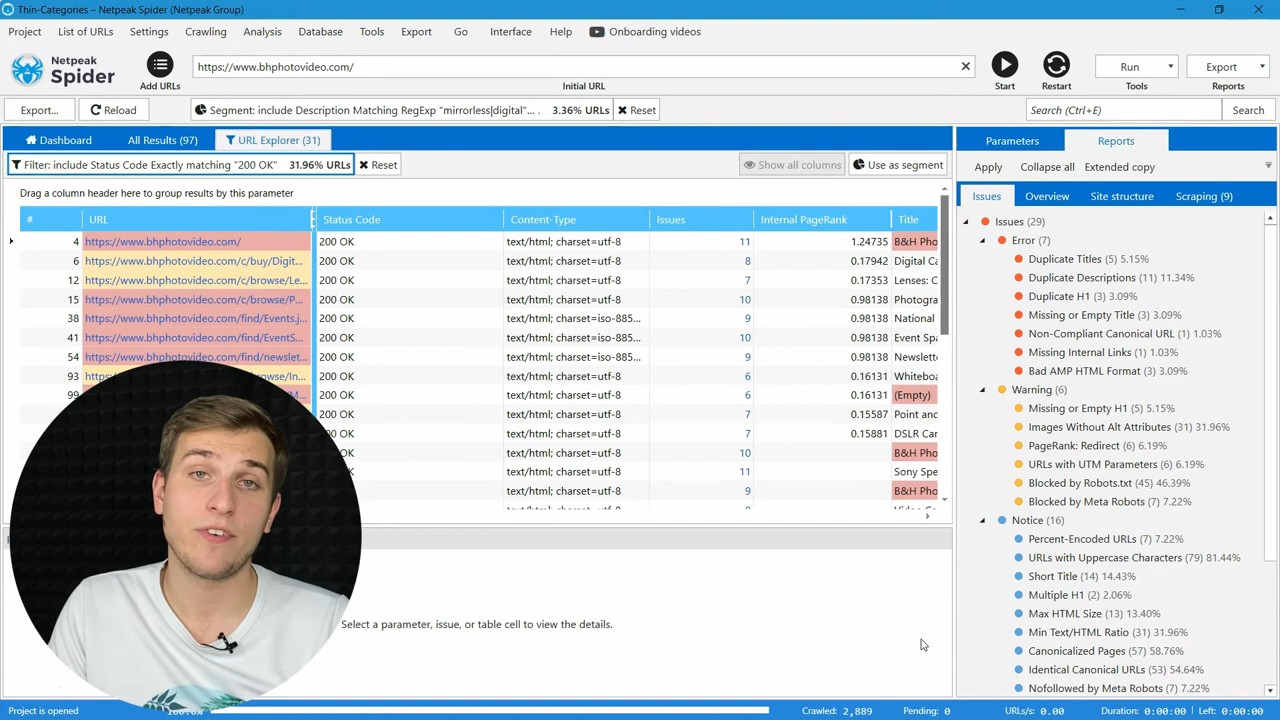 Thin-Categories – Netpeak Spider (Netpeak Group)
Project List of URLs Settings Crawling Analysis Database Tools Export Go Interface Help Onboarding videos
Netpeak Spider
Add URLs
https://www.bhphotovideo.com/
Initial URL
Start Restart
Run
Tools
Export
Reports
Export... Reload
Segment: include Description Matching RegExp "mirrorless|digital"... 3.36% URLs Reset
Search (Ctrl+E) Search
Dashboard All Results (97) URL Explorer (31)
Filter: include Status Code Exactly matching "200 OK" 31.96% URLs Reset
Show all columns Use as segment
Drag a column header here to group results by this parameter
# URL Status Code Content-Type Issues Internal PageRank Title
4 https://www.bhphotovideo.com/ 200 OK text/html; charset=utf-8 11 1.24735 B&H Pho
6 https://www.bhphotovideo.com/c/buy/Digit... 200 OK text/html; charset=utf-8 8 0.17942 Digital Ca
12 https://www.bhphotovideo.com/c/browse/Le... 200 OK text/html; charset=utf-8 7 0.17353 Lenses: C
15 https://www.bhphotovideo.com/c/browse/P... 200 OK text/html; charset=utf-8 10 0.98138 Photogra
38 https://www.bhphotovideo.com/find/Events.j... 200 OK text/html; charset=iso-885... 9 0.98138 National
41 https://www.bhphotovideo.com/find/EventS... 200 OK text/html; charset=iso-885... 10 0.98138 Event Spa
54 https://www.bhphotovideo.com/find/newslet... 200 OK text/html; charset=iso-885... 9 0.98138 Newslette
93 200 OK text/html; charset=utf-8 6 0.16131 Whiteboa
99 200 OK text/html; charset=utf-8 6 0.16131 (Empty)
200 OK text/html; charset=utf-8 7 0.15587 Point and
OK text/html; charset=utf-8 7 0.15881 DSLR Car
OK text/html; charset=utf-8 10 B&H Pho
text/html; charset=utf-8 11 Sony Spe
text/html; charset=utf-8 9 B&H Pho
Select a parameter, issue, or table cell to view the details.
Parameters Reports
Apply Collapse all Extended copy
Issues Overview Site structure Scraping (9)
Issues (29)
Error (7)
Duplicate Titles (5) 5.15%
Duplicate Descriptions (11) 11.34%
Duplicate H1 (3) 3.09%
Missing or Empty Title (3) 3.09%
Non-Compliant Canonical URL (1) 1.03%
Missing Internal Links (1) 1.03%
Bad AMP HTML Format (3) 3.09%
Warning (6)
Missing or Empty H1 (5) 5.15%
Images Without Alt Attributes (31) 31.96%
PageRank: Redirect (6) 6.19%
URLs with UTM Parameters (6) 6.19%
Blocked by Robots.txt (45) 46.39%
Blocked by Meta Robots (7) 7.22%
Notice (16)
Percent-Encoded URLs (7) 7.22%
URLs with Uppercase Characters (79) 81.44%
Short Title (14) 14.43%
Multiple H1 (2) 2.06%
Max HTML Size (13) 13.40%
Min Text/HTML Ratio (31) 31.96%
Canonicalized Pages (57) 58.76%
Identical Canonical URLs (53) 54.64%
Nofollowed by Meta Robots (7) 7.22%
Project is opened 100.0% Crawled: 2,889 Pending: 0 URLs/s: 0.00 Duration: 0:00:00 Left: 0:00:00